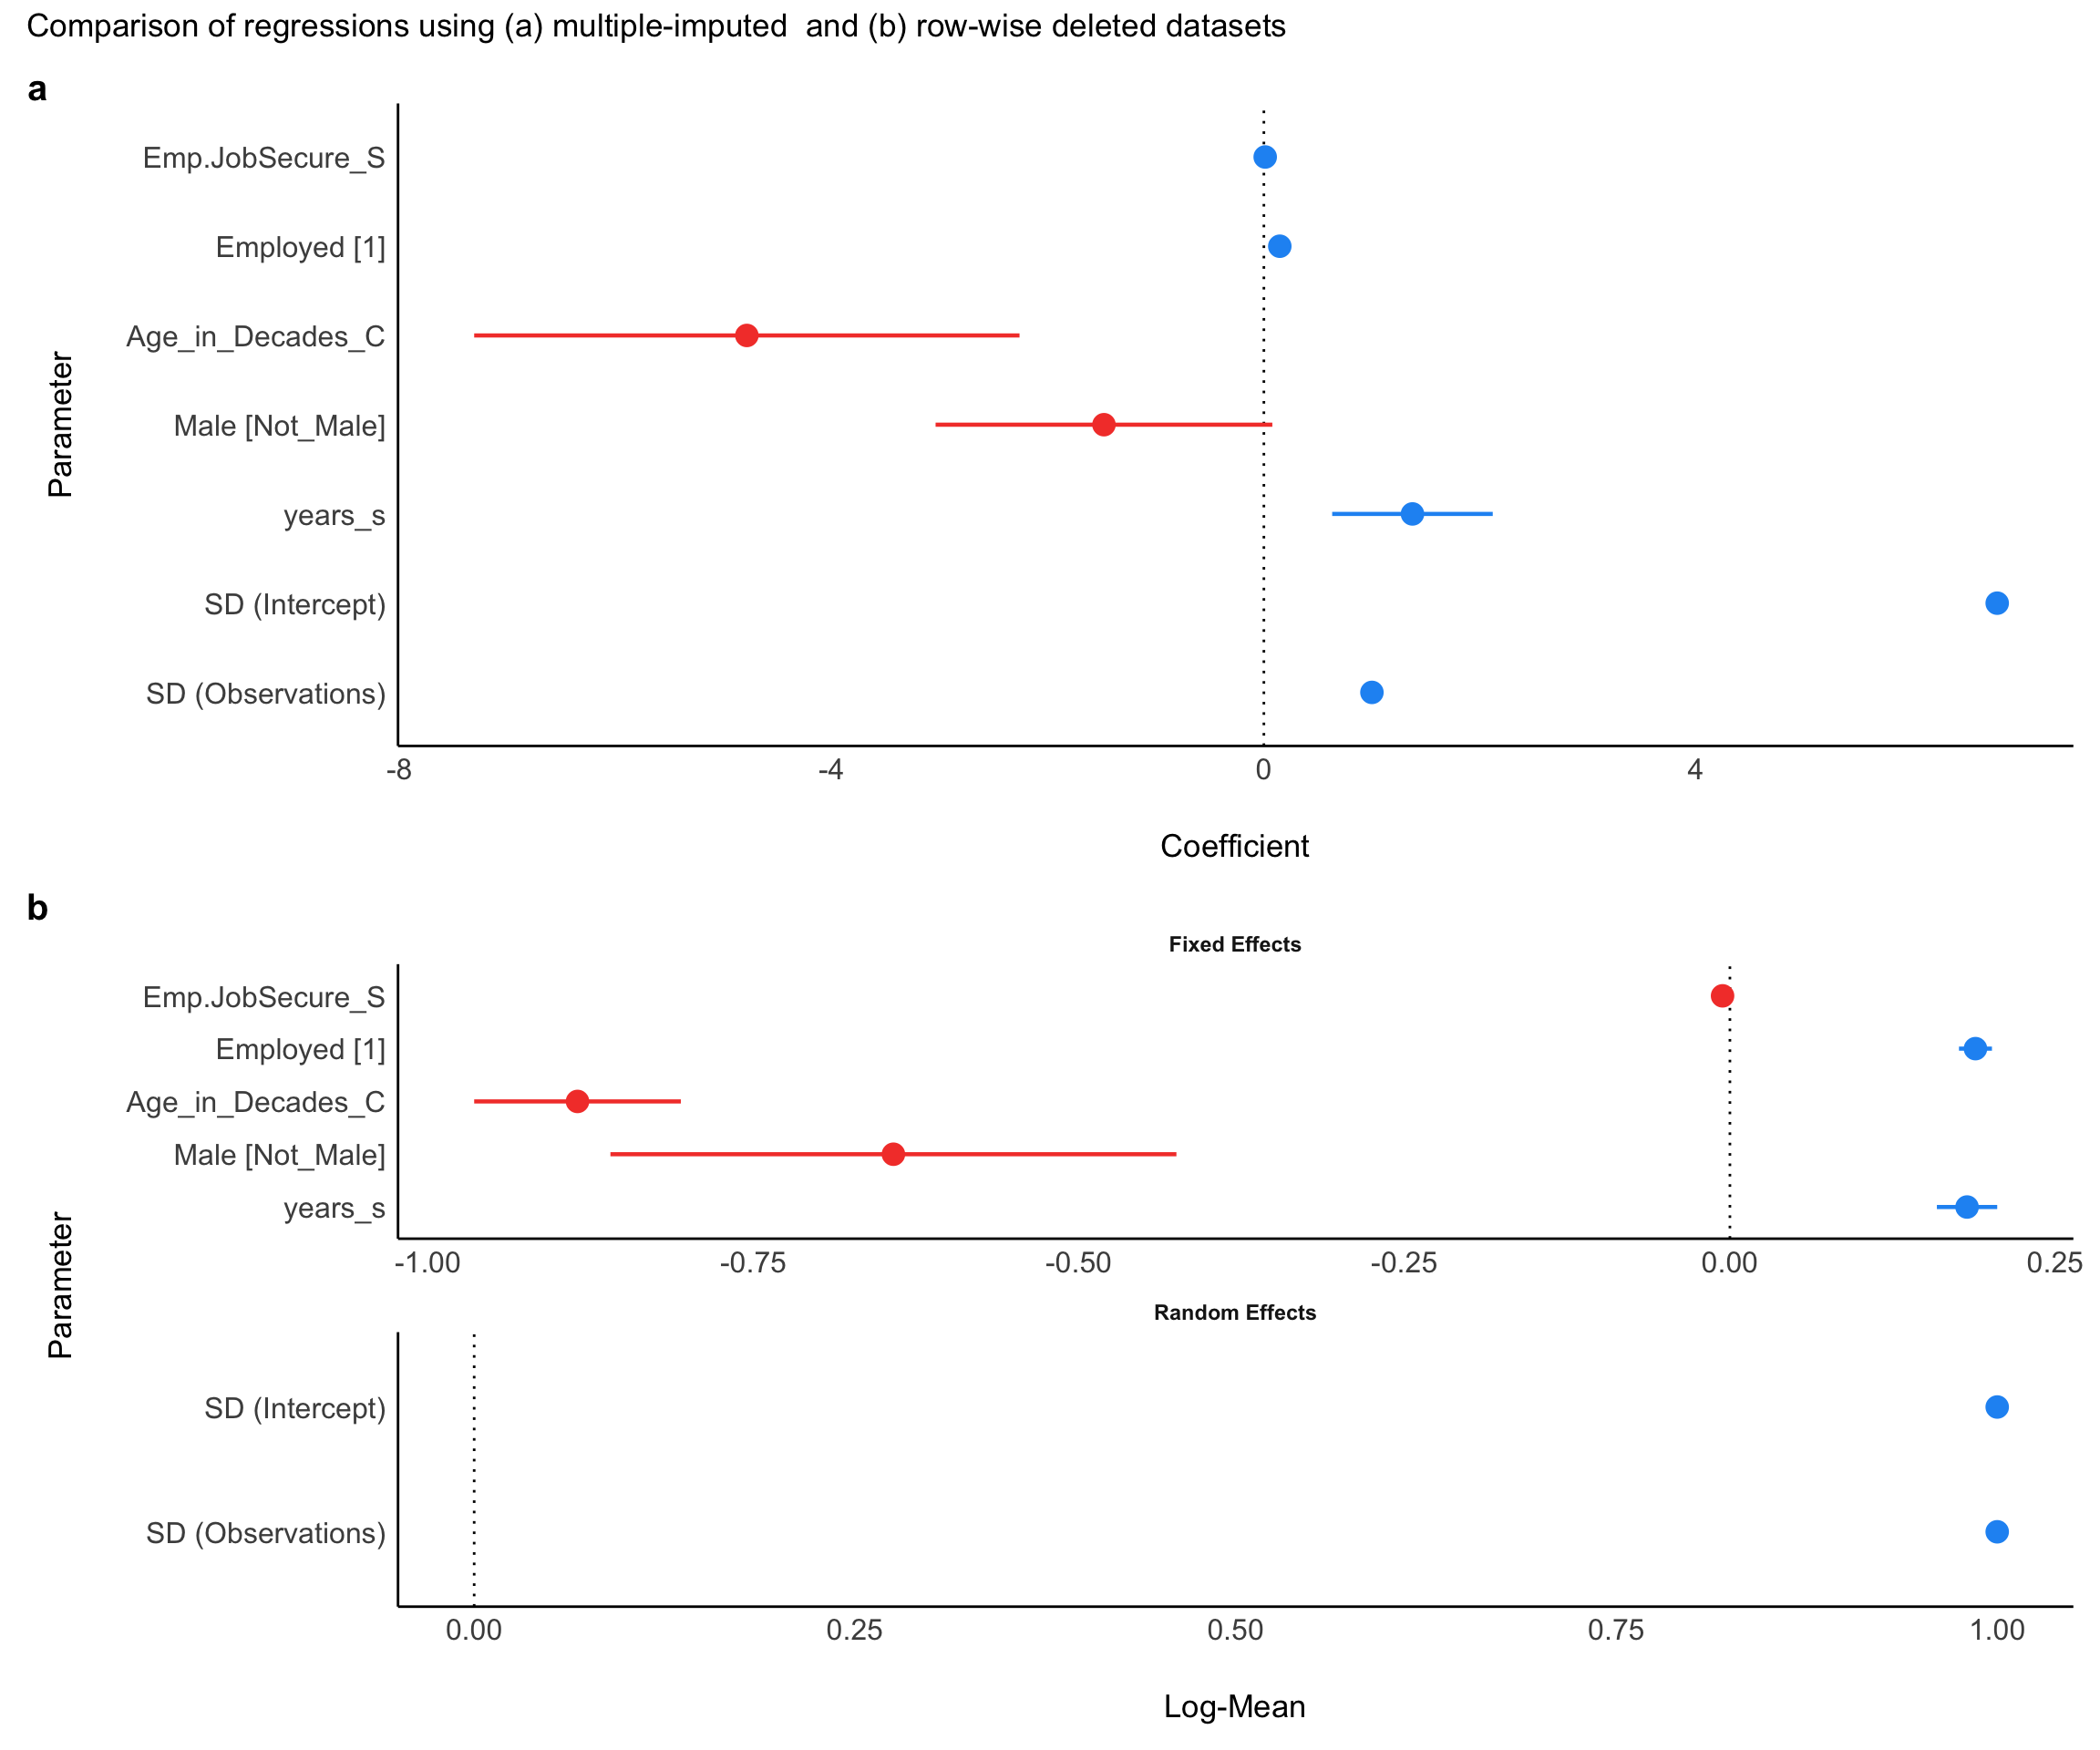 Comparison of regressions using (a) multiple-imputed  and (b) row-wise deleted datasets
a
Parameter
Emp.JobSecure_S
Employed [1]
Age_in_Decades_C
Male [Not_Male]
years_s
SD (Intercept)
SD (Observations)
-8 -4 0 4
Coefficient
b
Parameter
Fixed Effects
Emp.JobSecure_S
Employed [1]
Age_in_Decades_C
Male [Not_Male]
years_s
-1.00 -0.75 -0.50 -0.25 0.00 0.25
Random Effects
SD (Intercept)
SD (Observations)
0.00 0.25 0.50 0.75 1.00
Log-Mean